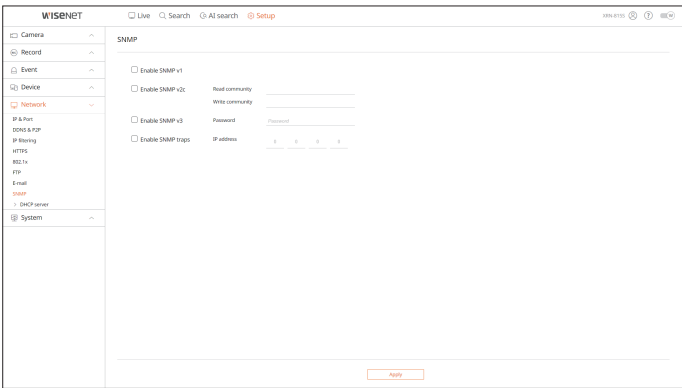 WISENET
Live Search AI search Setup
XRN-815S
Camera
Record
Event
Device
Network
IP & Port
DDNS & P2P
IP filtering
HTTPS
802.1x
FTP
E-mail
SNMP
DHCP server
System
SNMP
Enable SNMP v1
Enable SNMP v2c Read community
Write community
Enable SNMP v3 Password Password
Enable SNMP traps IP address 0 0 0 0
Apply